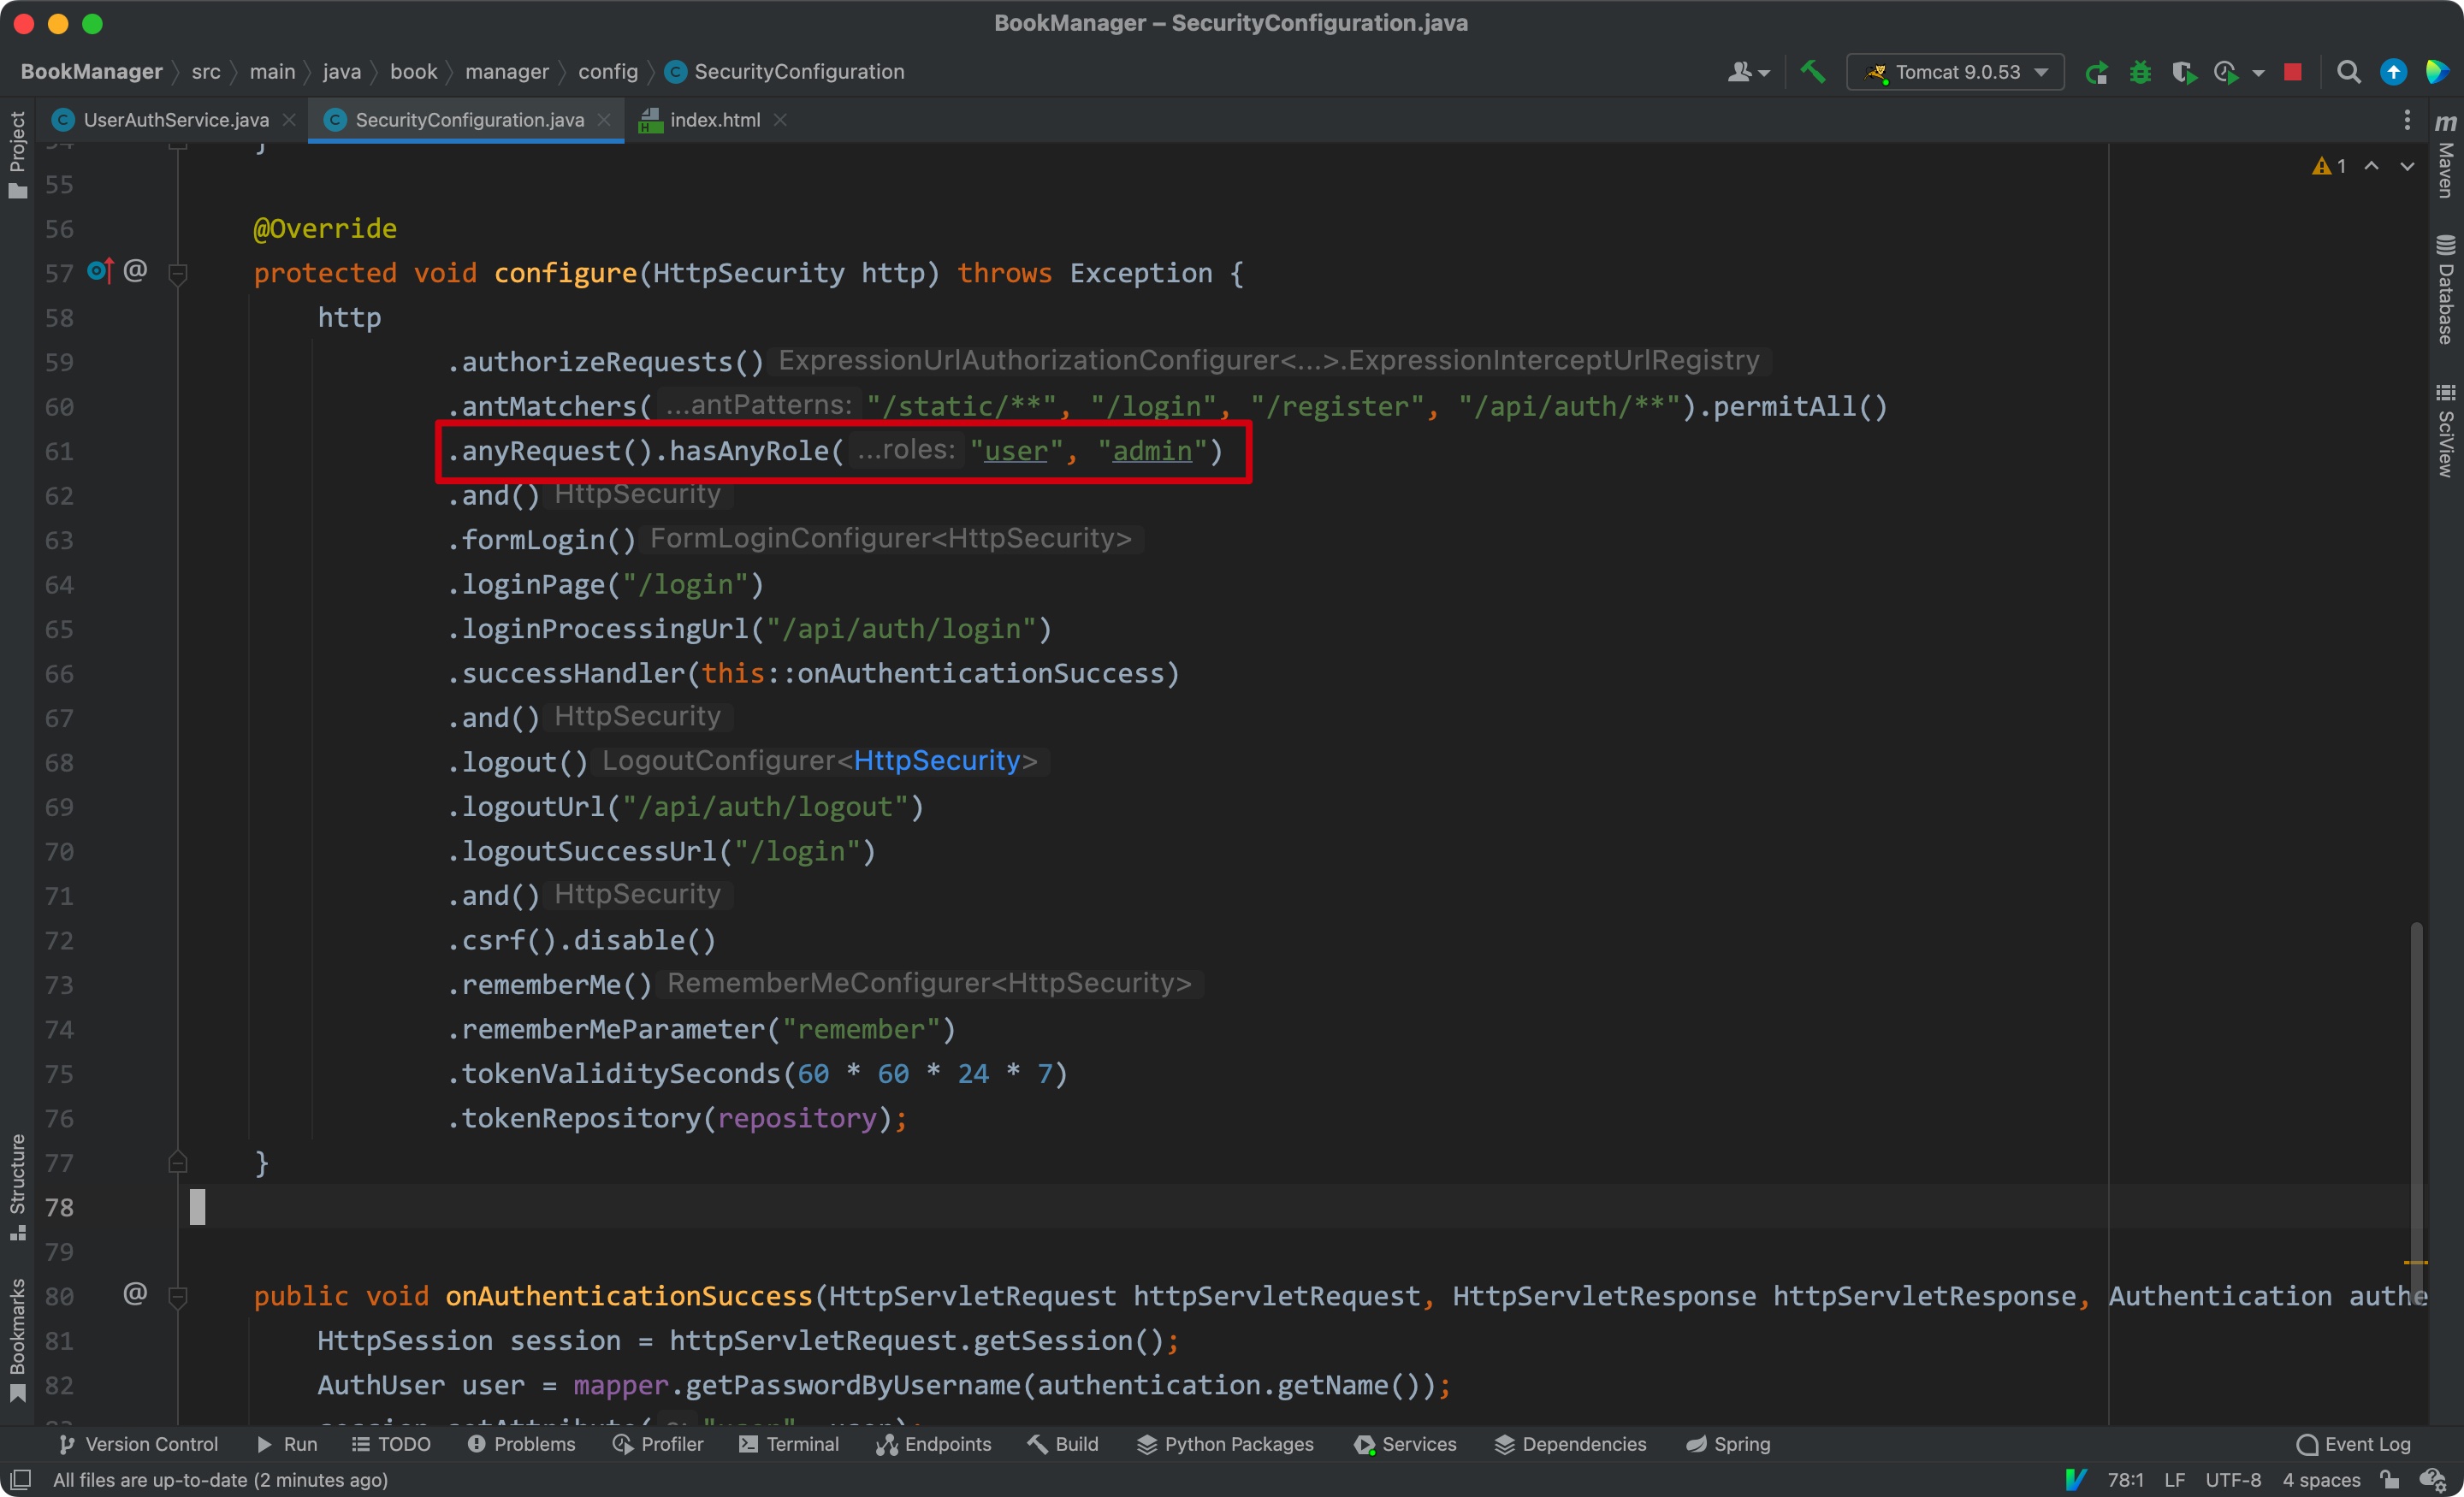 BookManager – SecurityConfiguration.java
BookManager src main java book manager config SecurityConfiguration
Tomcat 9.0.53
UserAuthService.java SecurityConfiguration.java index.html
Project
Structure
Bookmarks
Maven
Database
SciView
1
54 }
55
56 @Override
57 protected void configure(HttpSecurity http) throws Exception {
58 http
59 .authorizeRequests() ExpressionUrlAuthorizationConfigurer<...>.ExpressionInterceptUrlRegistry
60 .antMatchers( ...antPatterns: "/static/**", "/login", "/register", "/api/auth/**").permitAll()
61 .anyRequest().hasAnyRole( ...roles: "user", "admin")
62 .and() HttpSecurity
63 .formLogin() FormLoginConfigurer<HttpSecurity>
64 .loginPage("/login")
65 .loginProcessingUrl("/api/auth/login")
66 .successHandler(this::onAuthenticationSuccess)
67 .and() HttpSecurity
68 .logout() LogoutConfigurer<HttpSecurity>
69 .logoutUrl("/api/auth/logout")
70 .logoutSuccessUrl("/login")
71 .and() HttpSecurity
72 .csrf().disable()
73 .rememberMe() RememberMeConfigurer<HttpSecurity>
74 .rememberMeParameter("remember")
75 .tokenValiditySeconds(60 * 60 * 24 * 7)
76 .tokenRepository(repository);
77 }
78
79
80 public void onAuthenticationSuccess(HttpServletRequest httpServletRequest, HttpServletResponse httpServletResponse, Authentication authe
81 HttpSession session = httpServletRequest.getSession();
82 AuthUser user = mapper.getPasswordByUsername(authentication.getName());
Version Control Run TODO Problems Profiler Terminal Endpoints Build Python Packages Services Dependencies Spring Event Log
All files are up-to-date (2 minutes ago) 78:1 LF UTF-8 4 spaces